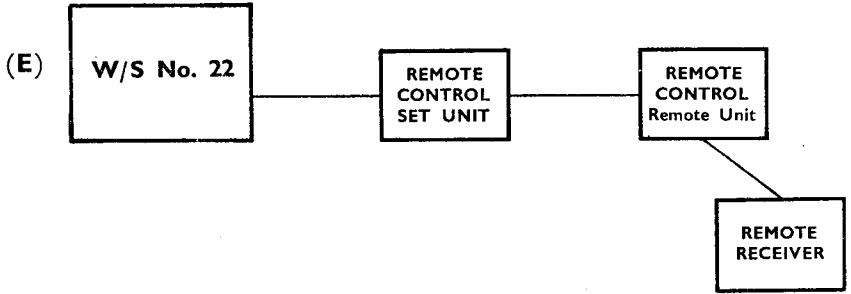 (E)
W/S No. 22
REMOTE
CONTROL
SET UNIT
REMOTE
CONTROL
Remote Unit
REMOTE
RECEIVER